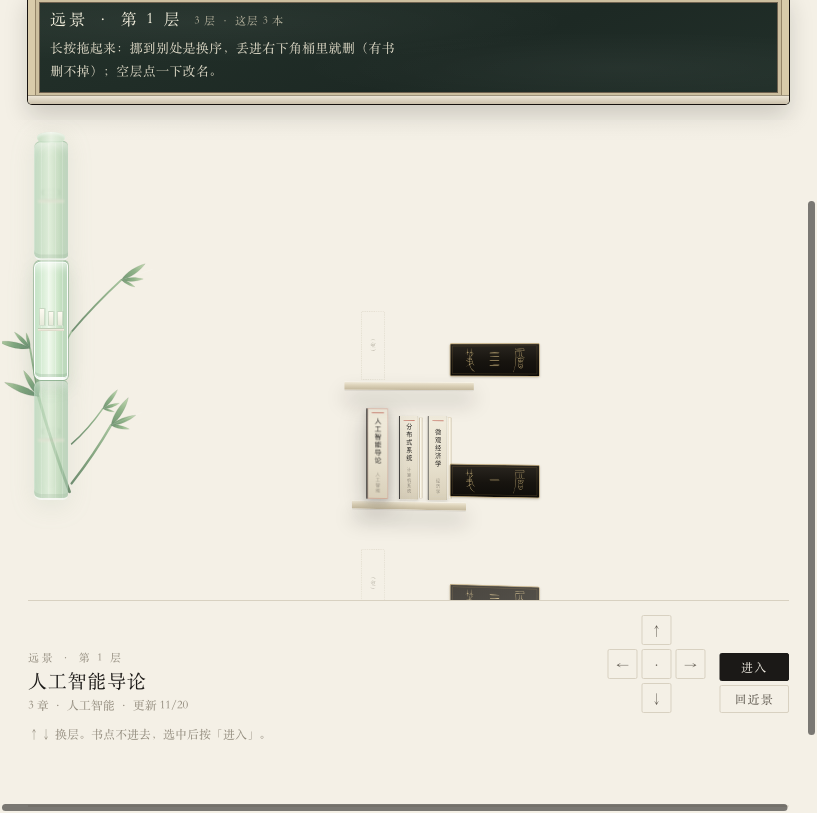 远景 · 第 1 层 3 层 · 这层 3 本
长按拖起来：挪到别处是换序，丢进右下角桶里就删（有书
删不掉）；空层点一下改名。
第三层
人工智能导论
分布式系统
微观经济学
第一层
远景 · 第 1 层
人工智能导论
3 章 · 人工智能 · 更新 11/20
↑↓ 换层。书点不进去，选中后按「进入」。
↑
← · →
↓
进入
回近景